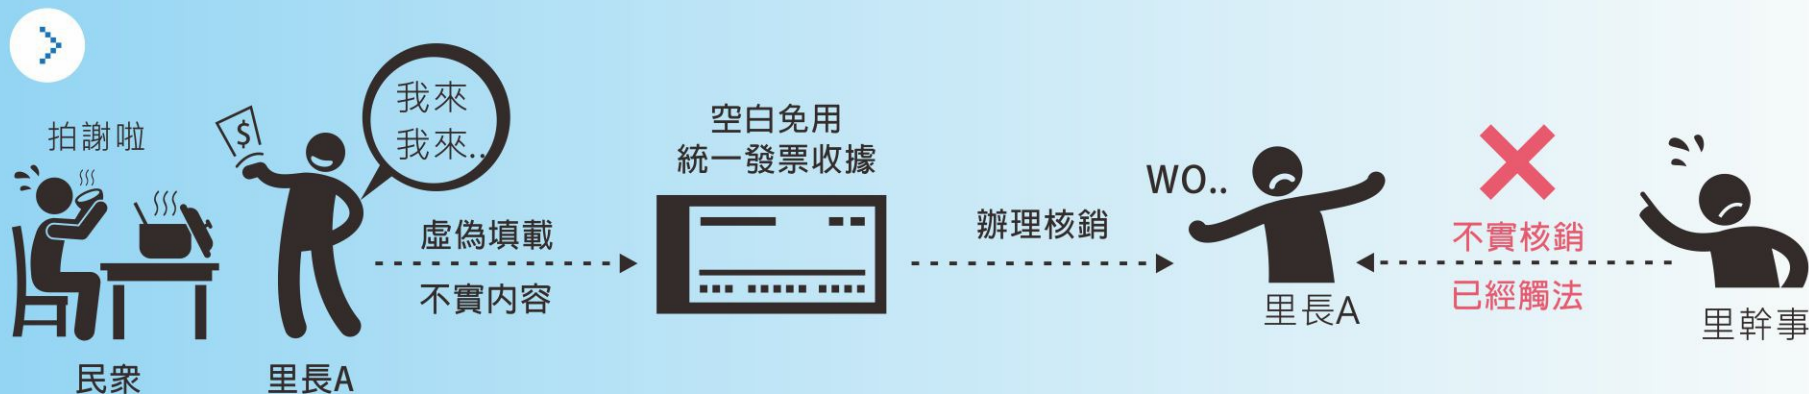 拍謝啦
我來
我來..
民衆
里長A
虛偽填載
不實内容
空白免用
統一發票收據
$
辦理核銷
WO..
里長A
不實核銷
已經觸法
里幹事